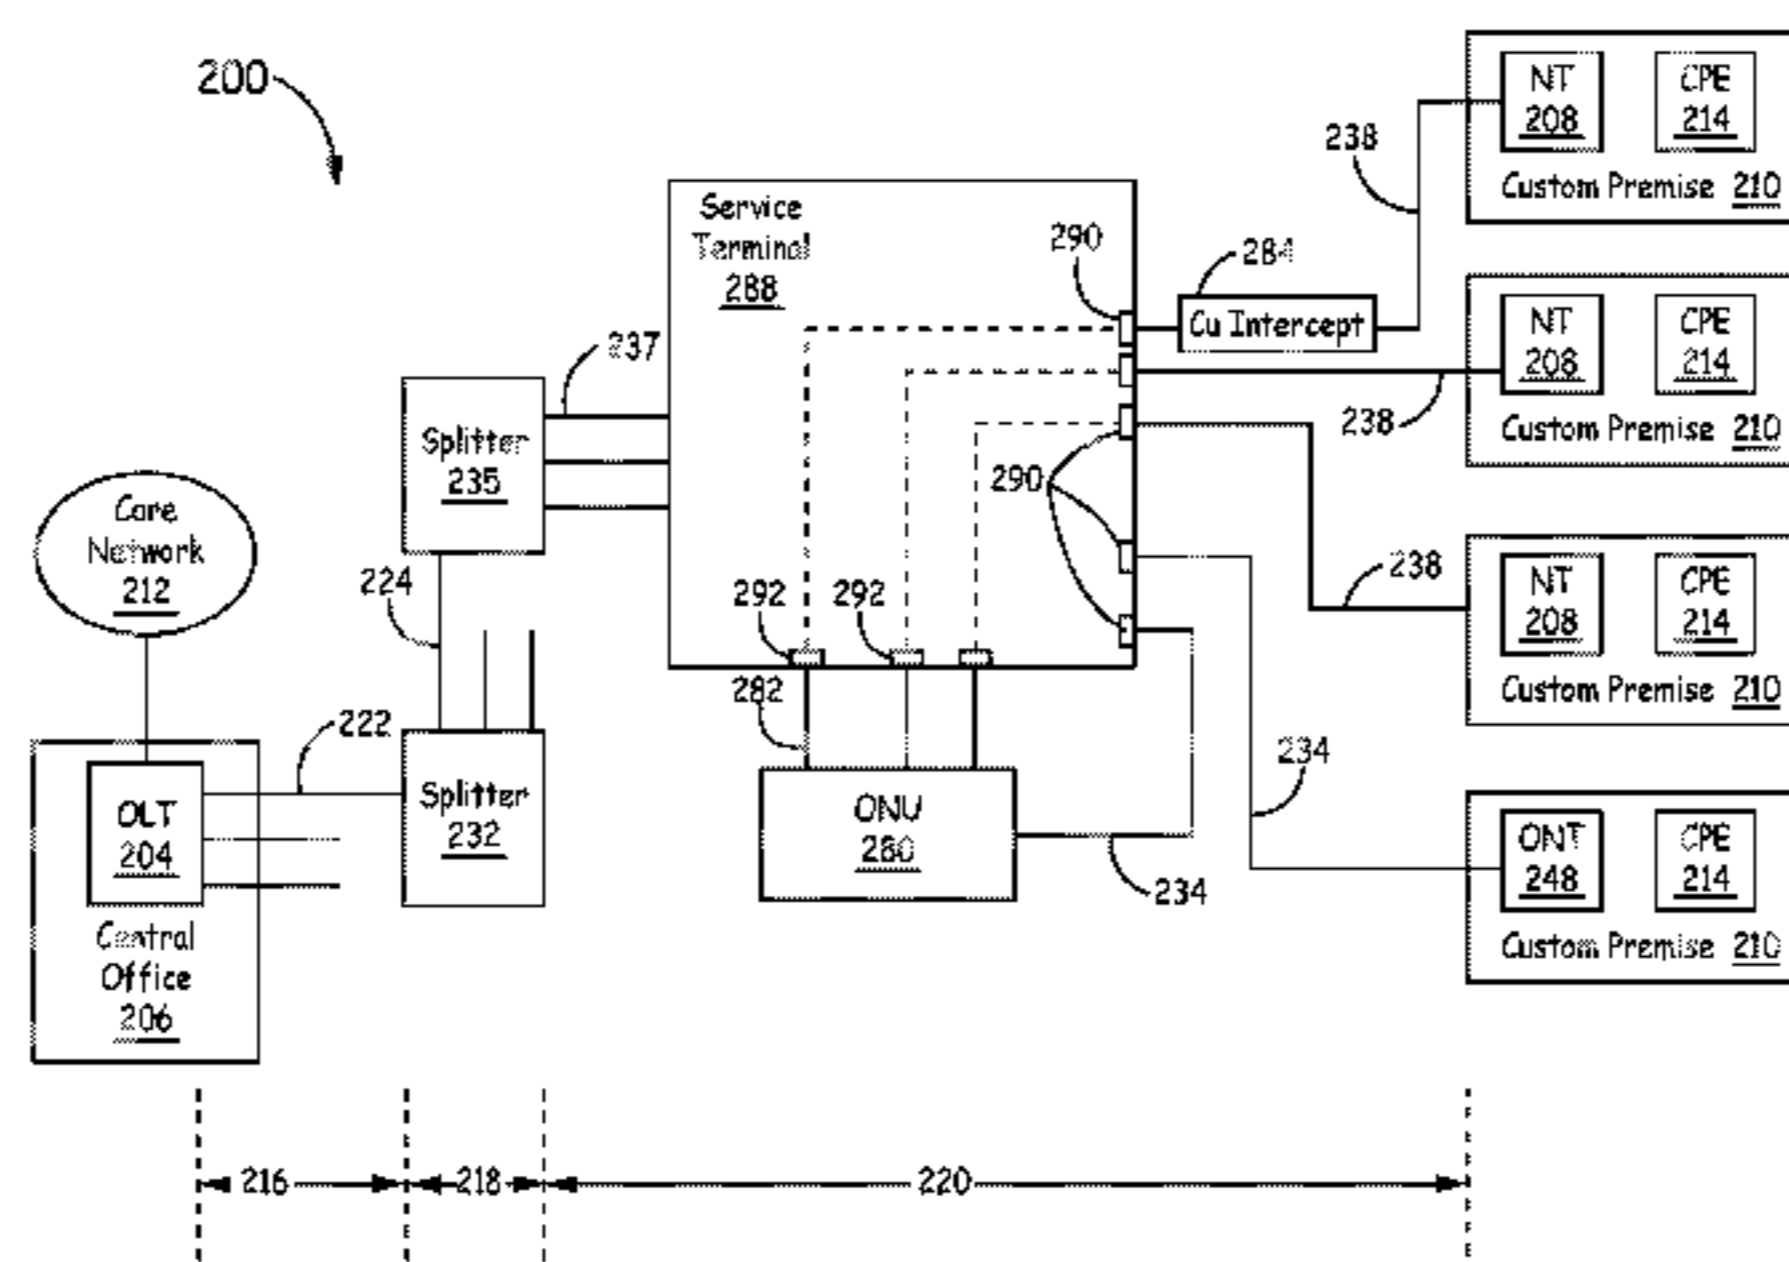 200
NT
208
CPE
214
Custom Premise 210
238
Service
Terminal
288
290
284
Cu Intercept
NT
208
CPE
214
Custom Premise 210
238
237
Splitter
235
290
Core
Network
212
224
292
292
238
NT
208
CPE
214
Custom Premise 210
282
222
OLT
204
Splitter
232
ONU
280
234
234
ONT
248
CPE
214
Custom Premise 210
Central
Office
206
216
218
220